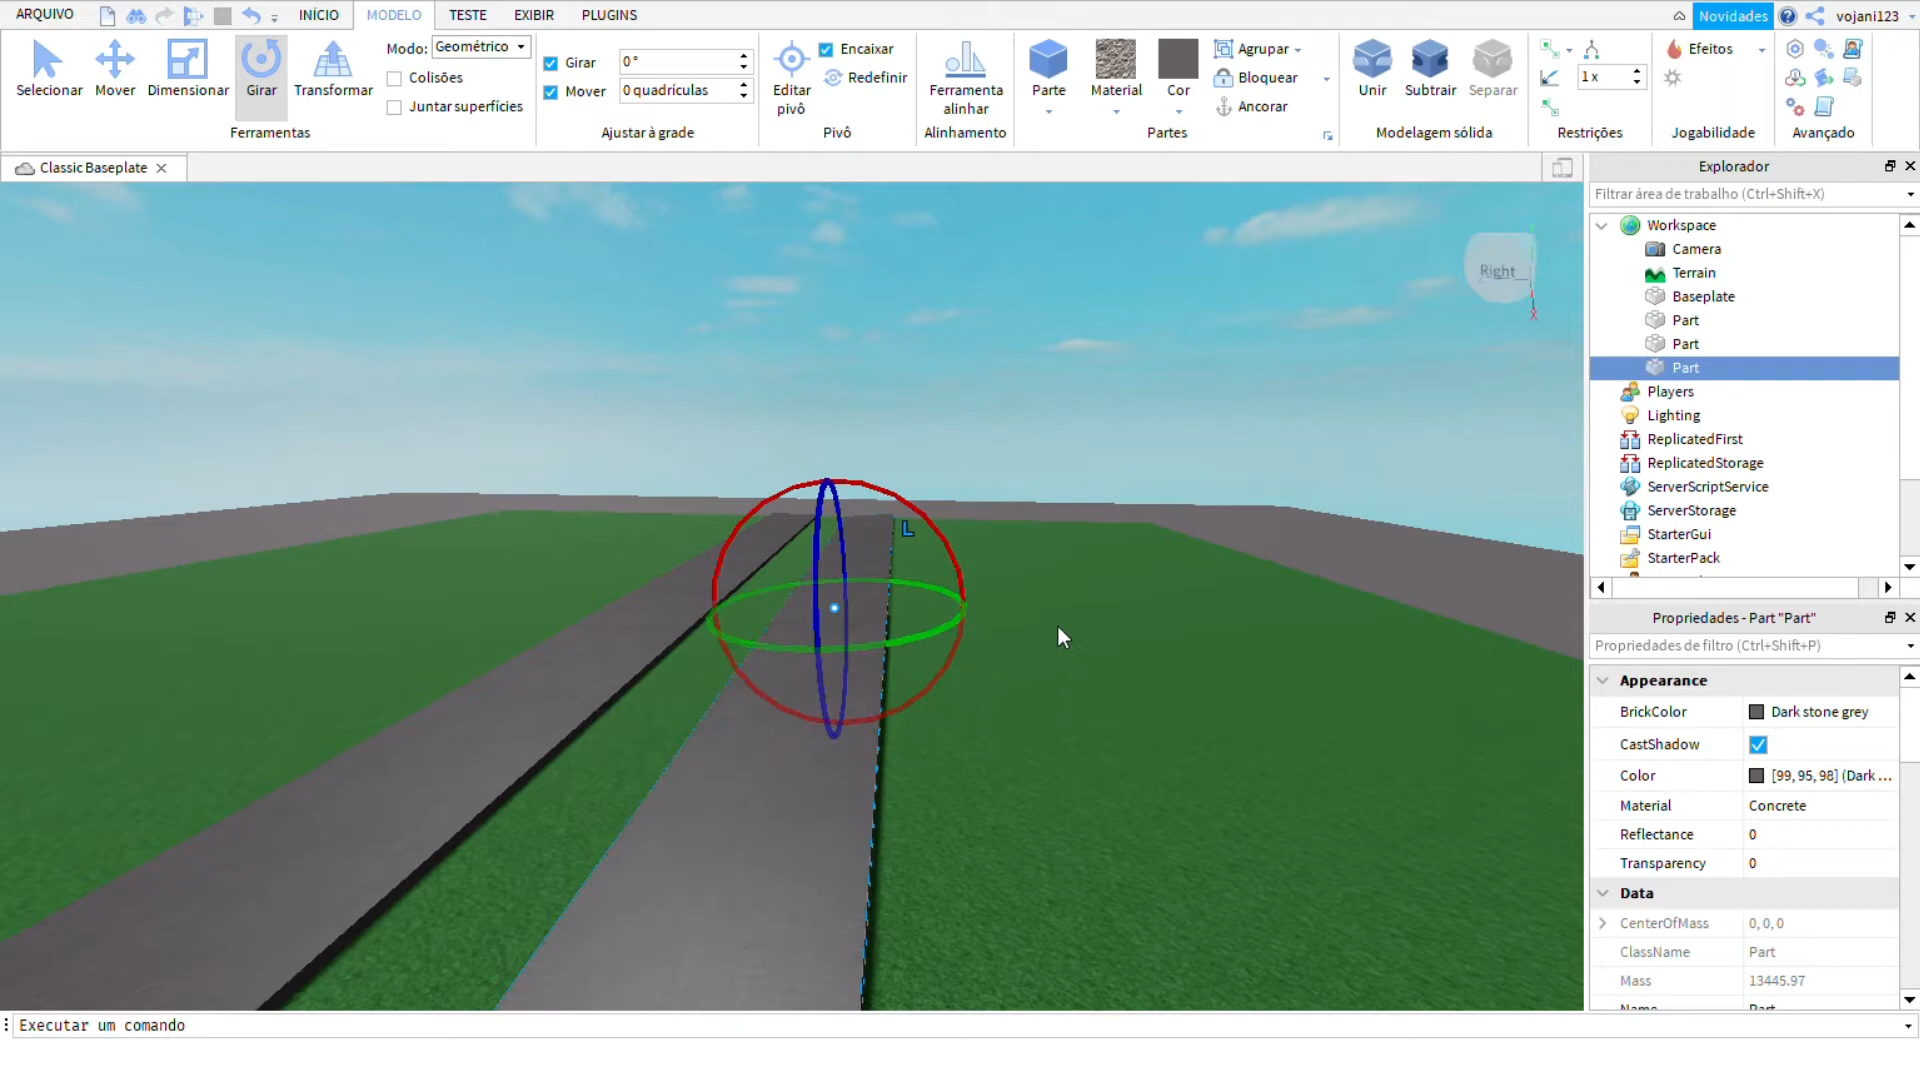 ARQUIVO INÍCIO MODELO TESTE EXIBIR PLUGINS Novidades vojani123
Selecionar Mover Dimensionar Girar Transformar
Modo: Geométrico
Colisões
Juntar superfícies
Ferramentas
Girar 0°
Mover 0 quadrículas
Ajustar à grade
Editar pivô
Encaixar
Redefinir
Pivô
Ferramenta alinhar
Alinhamento
Parte Material Cor
Agrupar
Bloquear
Ancorar
Partes
Unir Subtrair Separar
Modelagem sólida
1 x
Restrições
Efeitos
Jogabilidade
Avançado
Classic Baseplate
Right
X
L
Explorador
Filtrar área de trabalho (Ctrl+Shift+X)
Workspace
Camera
Terrain
Baseplate
Part
Part
Part
Players
Lighting
ReplicatedFirst
ReplicatedStorage
ServerScriptService
ServerStorage
StarterGui
StarterPack
Propriedades - Part "Part"
Propriedades de filtro (Ctrl+Shift+P)
Appearance
BrickColor Dark stone grey
CastShadow
Color [99, 95, 98] (Dark ...
Material Concrete
Reflectance 0
Transparency 0
Data
CenterOfMass 0, 0, 0
ClassName Part
Mass 13445.97
Name Part
Executar um comando